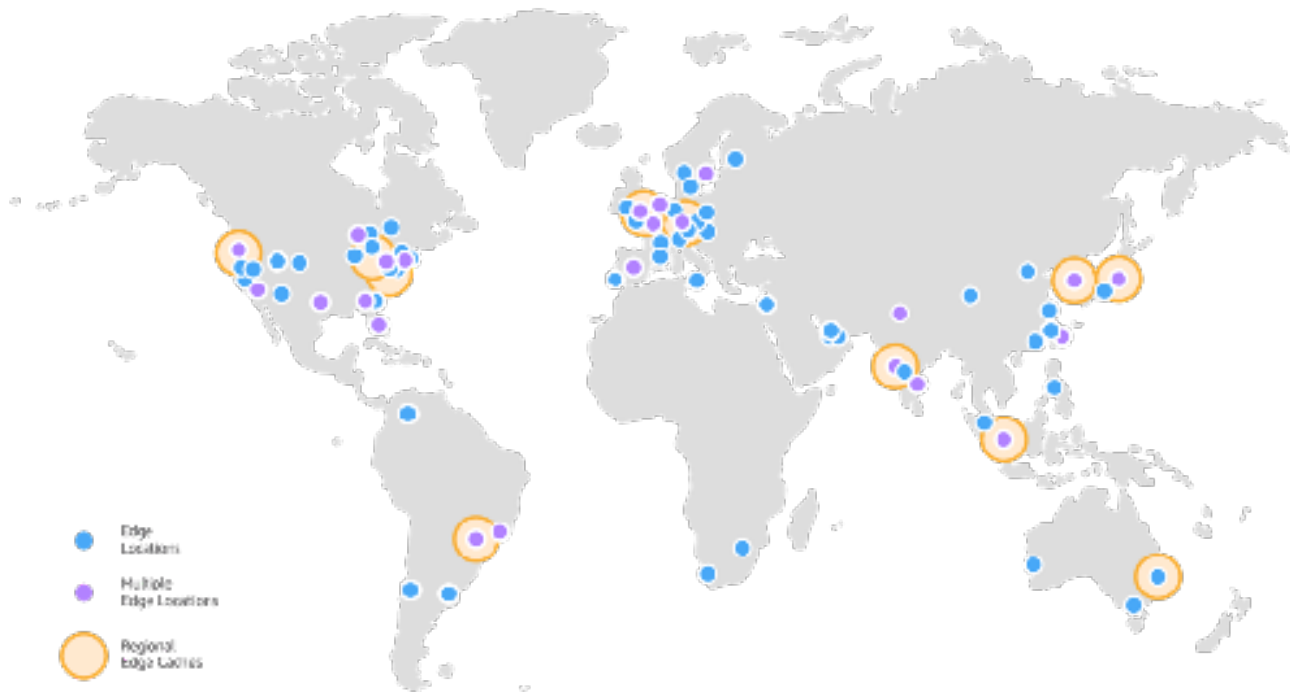 Edge
Locations
Multiple
Edge Locations
Regional
Edge Caches